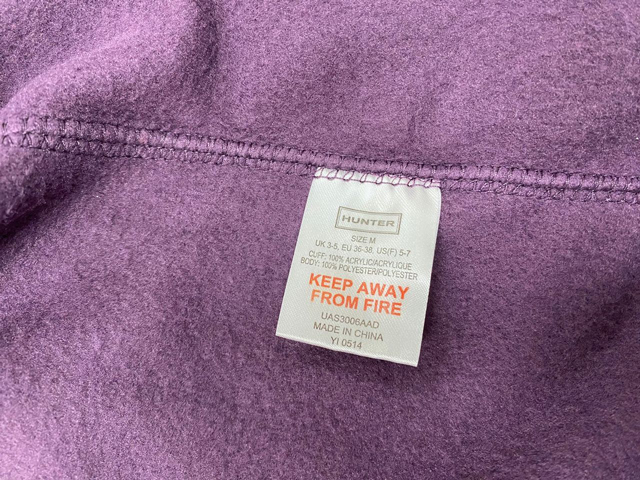 HUNTER
SIZE M
UK 3-5, EU 36-38, US(F) 5-7
CUFF: 100% ACRYLIC/ACRYLIQUE
BODY: 100% POLYESTER/POLYESTER
KEEP AWAY
FROM FIRE
UAS3006AAD
MADE IN CHINA
YI 0514